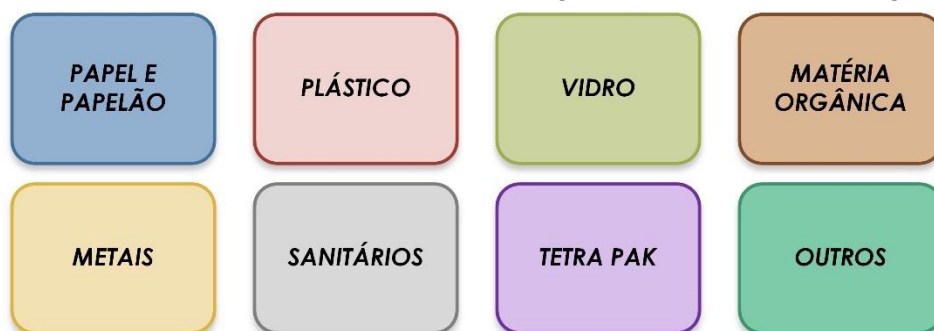 PAPEL E
PAPELÃO
PLÁSTICO
VIDRO
MATÉRIA
ORGÂNICA
METAIS
SANITÁRIOS
TETRA PAK
OUTROS